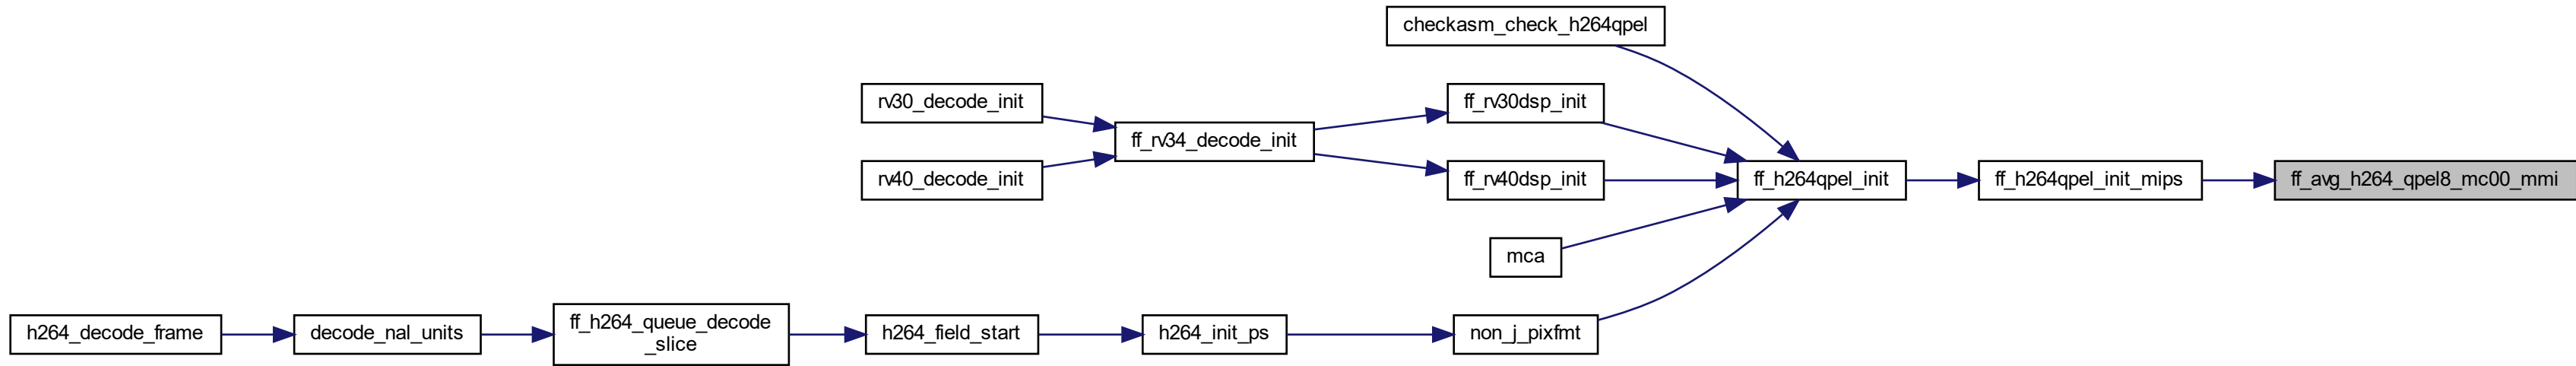 checkasm_check_h264qpel
rv30_decode_init
ff_rv30dsp_init
ff_rv34_decode_init
rv40_decode_init
ff_rv40dsp_init
ff_h264qpel_init
ff_h264qpel_init_mips
ff_avg_h264_qpel8_mc00_mmi
mca
h264_decode_frame
decode_nal_units
ff_h264_queue_decode
_slice
h264_field_start
h264_init_ps
non_j_pixfmt